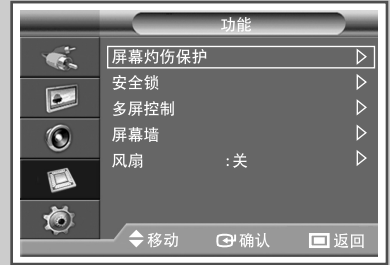 功能
屏幕灼伤保护
安全锁
多屏控制
屏幕墙
风扇 :关
移动 确认 返回